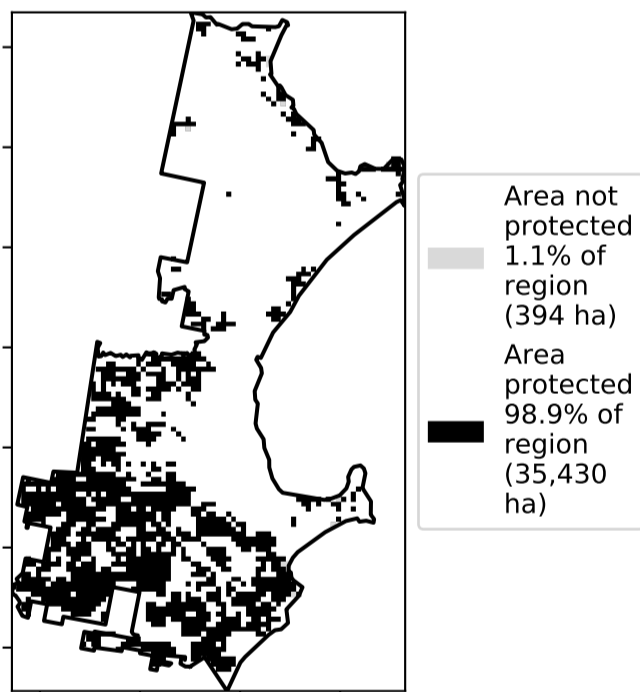 Area not
protected
1.1% of
region
(394 ha)
Area
protected
98.9% of
region
(35,430
ha)